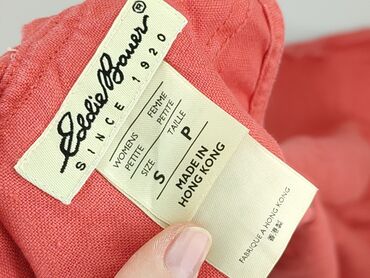 Eddie Bauer®
SINCE 1920
WOMENS FEMME
PETITE PETITE
SIZE TAILLE
S P
MADE IN
HONG KONG
FABRIQUE A HONG KONG
香港製